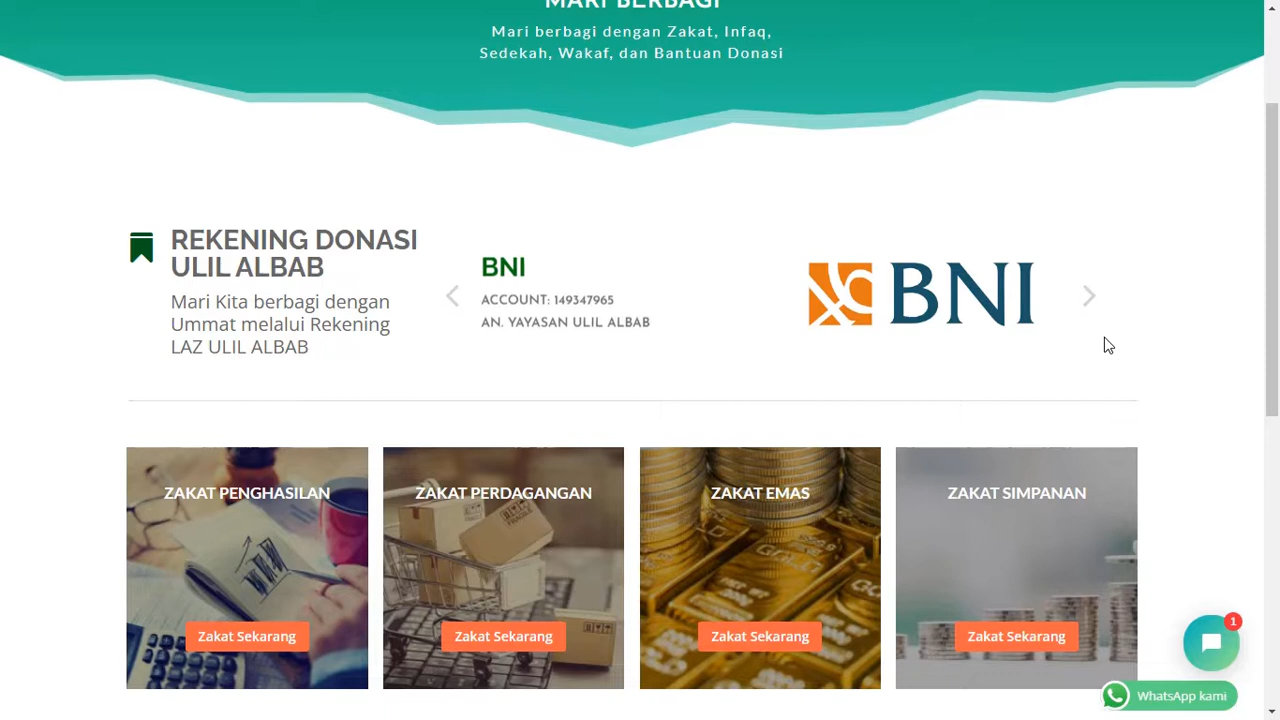 MARI BERBAGI
Mari berbagi dengan Zakat, Infaq,
Sedekah, Wakaf, dan Bantuan Donasi
REKENING DONASI
ULIL ALBAB
Mari Kita berbagi dengan
Ummat melalui Rekening
LAZ ULIL ALBAB
BNI
ACCOUNT: 149347965
AN. YAYASAN ULIL ALBAB
BNI
ZAKAT PENGHASILAN
Zakat Sekarang
ZAKAT PERDAGANGAN
FRAGILE
Zakat Sekarang
ZAKAT EMAS
GOLD
Zakat Sekarang
ZAKAT SIMPANAN
Zakat Sekarang
1
WhatsApp kami